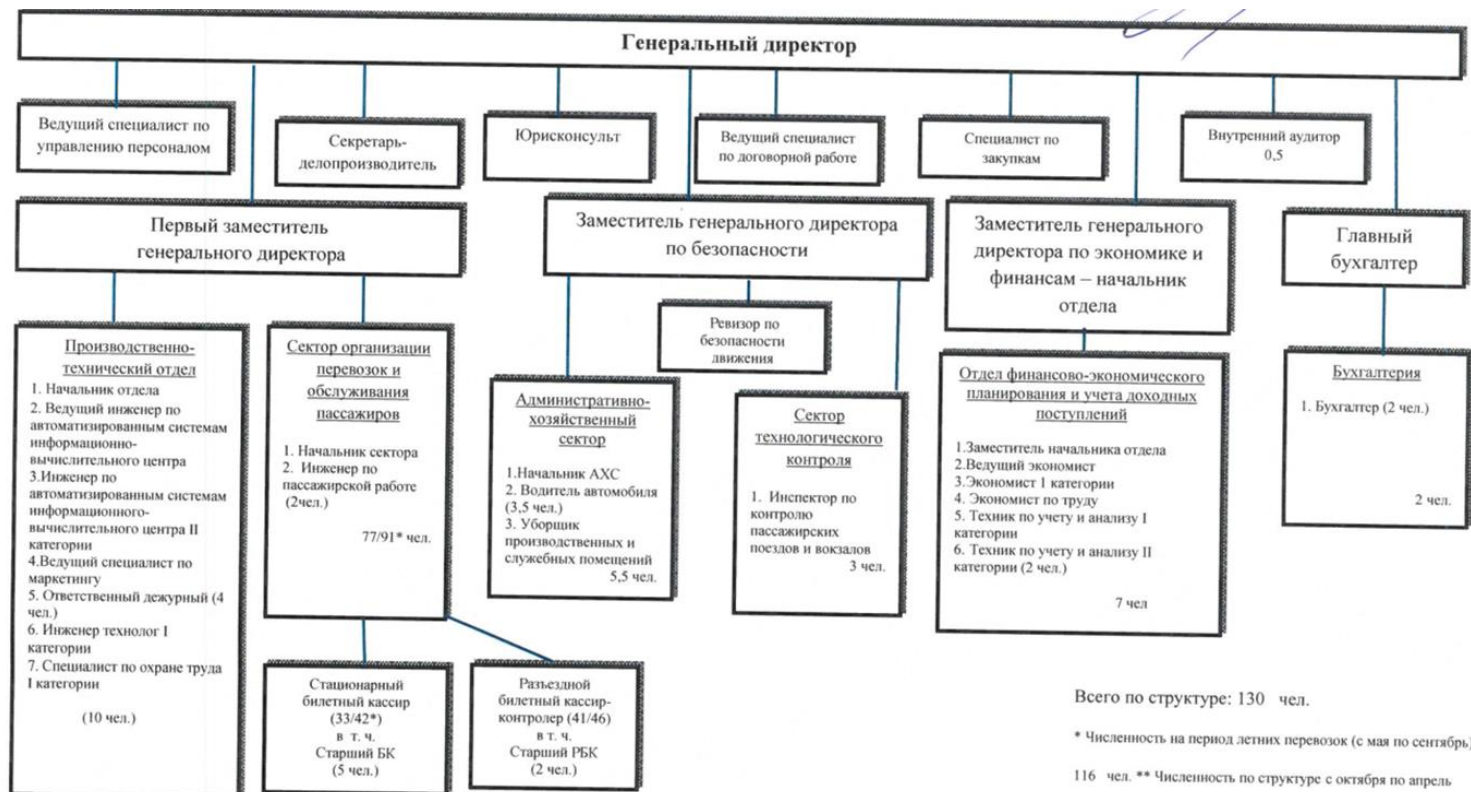 Генеральный директор
Ведущий специалист по
управлению персоналом
Секретарь-
делопроизводитель
Юрисконсульт
Ведущий специалист
по договорной работе
Специалист по
закупкам
Внутренний аудитор
0,5
Первый заместитель
генерального директора
Заместитель генерального директора
по безопасности
Заместитель генерального
директора по экономике и
финансам – начальник
отдела
Главный
бухгалтер
Ревизор по
безопасности
движения
Производственно-
технический отдел
1. Начальник отдела
2. Ведущий инженер по
автоматизированным системам
информационно-
вычислительного центра
3.Инженер по
автоматизированным системам
информационного-
вычислительного центра II
категории
4.Ведущий специалист по
маркетингу
5. Ответственный дежурный (4
чел.)
6. Инженер технолог I
категории
7. Специалист по охране труда
I категории
(10 чел.)
Сектор организации
перевозок и
обслуживания
пассажиров
1. Начальник сектора
2. Инженер по
пассажирской работе
(2чел.)
77/91* чел.
Административно-
хозяйственный
сектор
1.Начальник АХС
2. Водитель автомобиля
(3,5 чел.)
3. Уборщик
производственных и
служебных помещений
5,5 чел.
Сектор
технологического
контроля
1. Инспектор по
контролю
пассажирских
поездов и вокзалов
3 чел.
Отдел финансово-экономического
планирования и учета доходных
поступлений
1.Заместитель начальника отдела
2.Ведущий экономист
3.Экономист 1 категории
4. Экономист по труду
5. Техник по учету и анализу I
категории
6. Техник по учету и анализу II
категории (2 чел.)
7 чел
Бухгалтерия
1. Бухгалтер (2 чел.)
2 чел.
Стационарный
билетный кассир
(33/42*)
в т. ч.
Старший БК
(5 чел.)
Разъездной
билетный кассир-
контролер (41/46)
в т. ч.
Старший РБК
(2 чел.)
Всего по структуре: 130 чел.
* Численность на период летних перевозок (с мая по сентябрь)
116 чел. ** Численность по структуре с октября по апрель